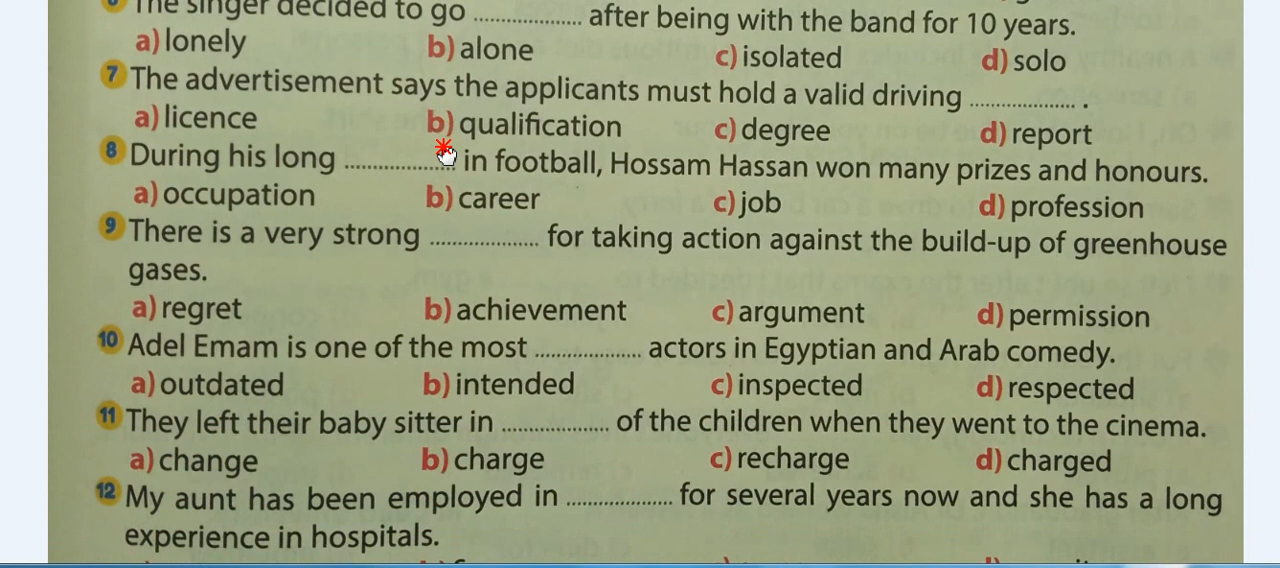 The singer decided to go .................. after being with the band for 10 years.
a) lonely b) alone c) isolated d) solo
7 The advertisement says the applicants must hold a valid driving .................. .
a) licence b) qualification c) degree d) report
8 During his long .................. in football, Hossam Hassan won many prizes and honours.
a) occupation b) career c) job d) profession
9 There is a very strong .................. for taking action against the build-up of greenhouse
gases.
a) regret b) achievement c) argument d) permission
10 Adel Emam is one of the most .................. actors in Egyptian and Arab comedy.
a) outdated b) intended c) inspected d) respected
11 They left their baby sitter in .................. of the children when they went to the cinema.
a) change b) charge c) recharge d) charged
12 My aunt has been employed in .................. for several years now and she has a long
experience in hospitals.